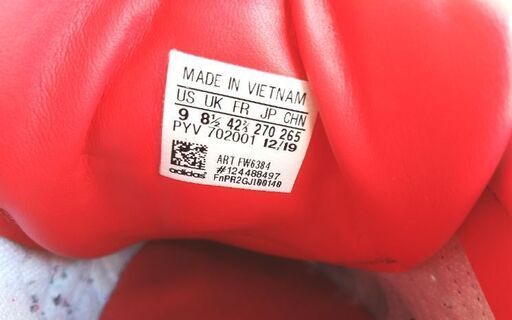 MADE IN VIETNAM
US UK FR JP CHN
9 8½ 42⅔ 270 265
PYV 702001 12/19
ART FW6384
#124488497
adidas FnPR2GJI00140